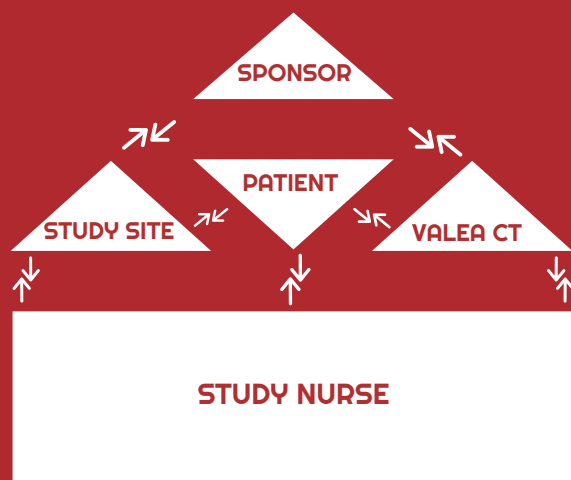 SPONSOR
PATIENT
STUDY SITE
VALEA CT
STUDY NURSE